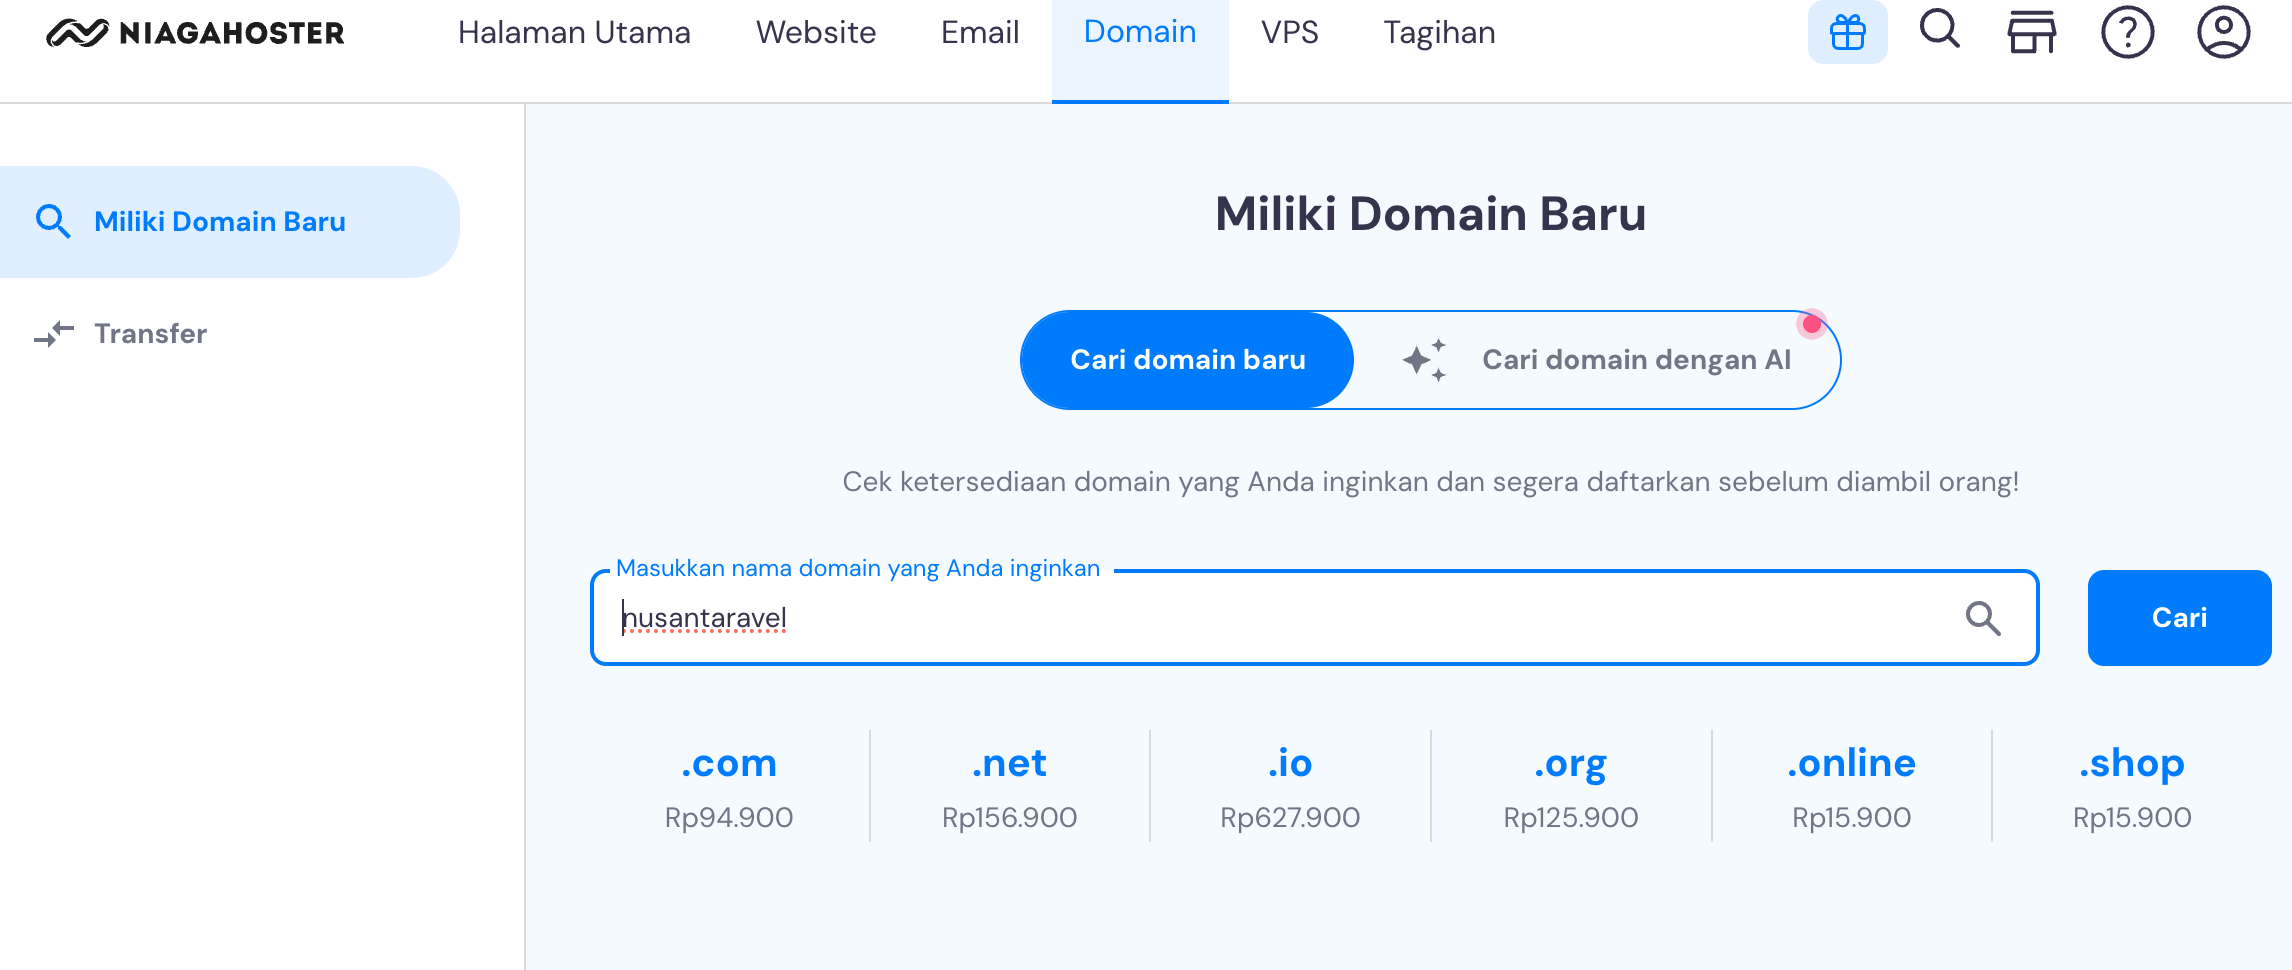 NIAGAHOSTER
Halaman Utama
Website
Email
Domain
VPS
Tagihan
Miliki Domain Baru
Transfer
Miliki Domain Baru
Cari domain baru
Cari domain dengan AI
Cek ketersediaan domain yang Anda inginkan dan segera daftarkan sebelum diambil orang!
Masukkan nama domain yang Anda inginkan
nusantaravel
Cari
.com
Rp94.900
.net
Rp156.900
.io
Rp627.900
.org
Rp125.900
.online
Rp15.900
.shop
Rp15.900